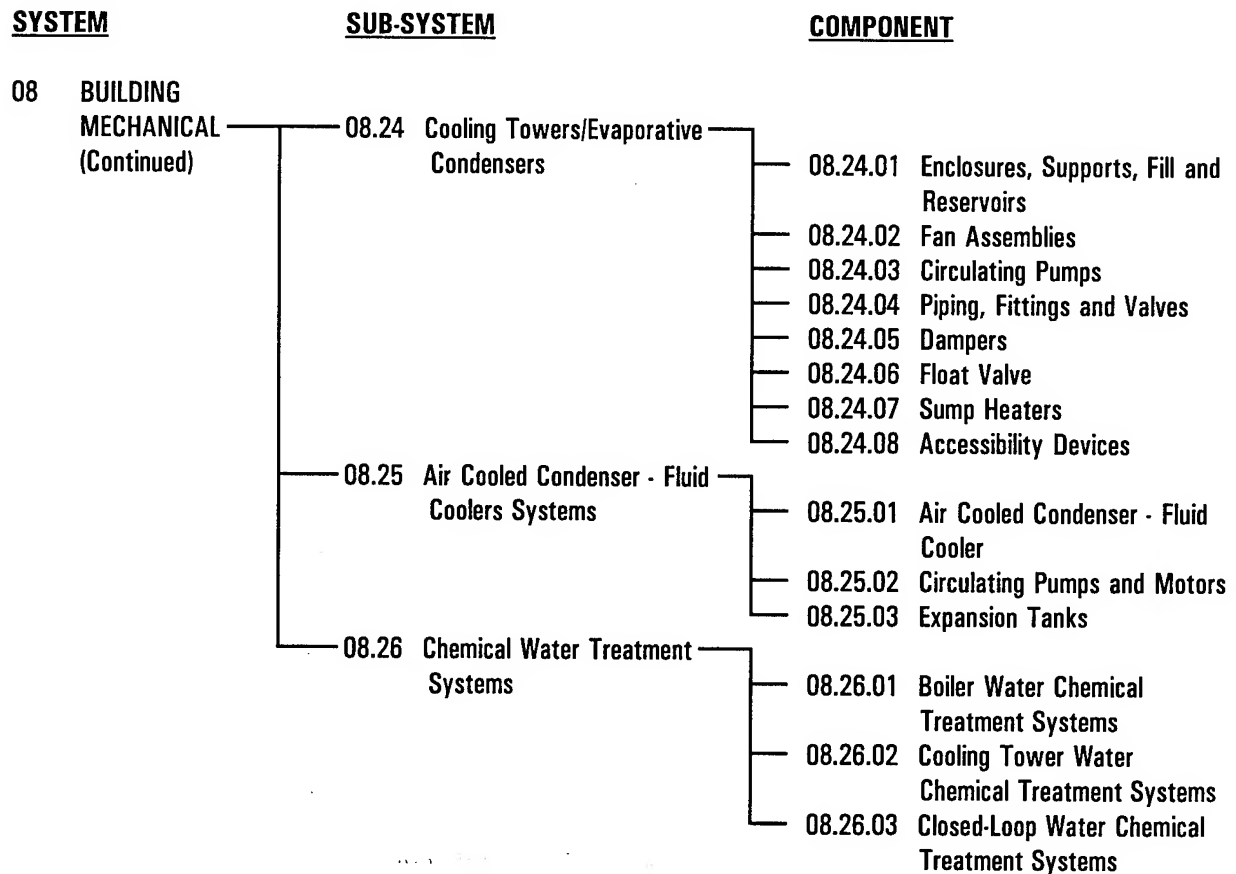 SYSTEM SUB-SYSTEM COMPONENT
08 BUILDING
MECHANICAL
(Continued)
08.24 Cooling Towers/Evaporative
Condensers
08.24.01 Enclosures, Supports, Fill and
Reservoirs
08.24.02 Fan Assemblies
08.24.03 Circulating Pumps
08.24.04 Piping, Fittings and Valves
08.24.05 Dampers
08.24.06 Float Valve
08.24.07 Sump Heaters
08.24.08 Accessibility Devices
08.25 Air Cooled Condenser - Fluid
Coolers Systems
08.25.01 Air Cooled Condenser - Fluid
Cooler
08.25.02 Circulating Pumps and Motors
08.25.03 Expansion Tanks
08.26 Chemical Water Treatment
Systems
08.26.01 Boiler Water Chemical
Treatment Systems
08.26.02 Cooling Tower Water
Chemical Treatment Systems
08.26.03 Closed-Loop Water Chemical
Treatment Systems